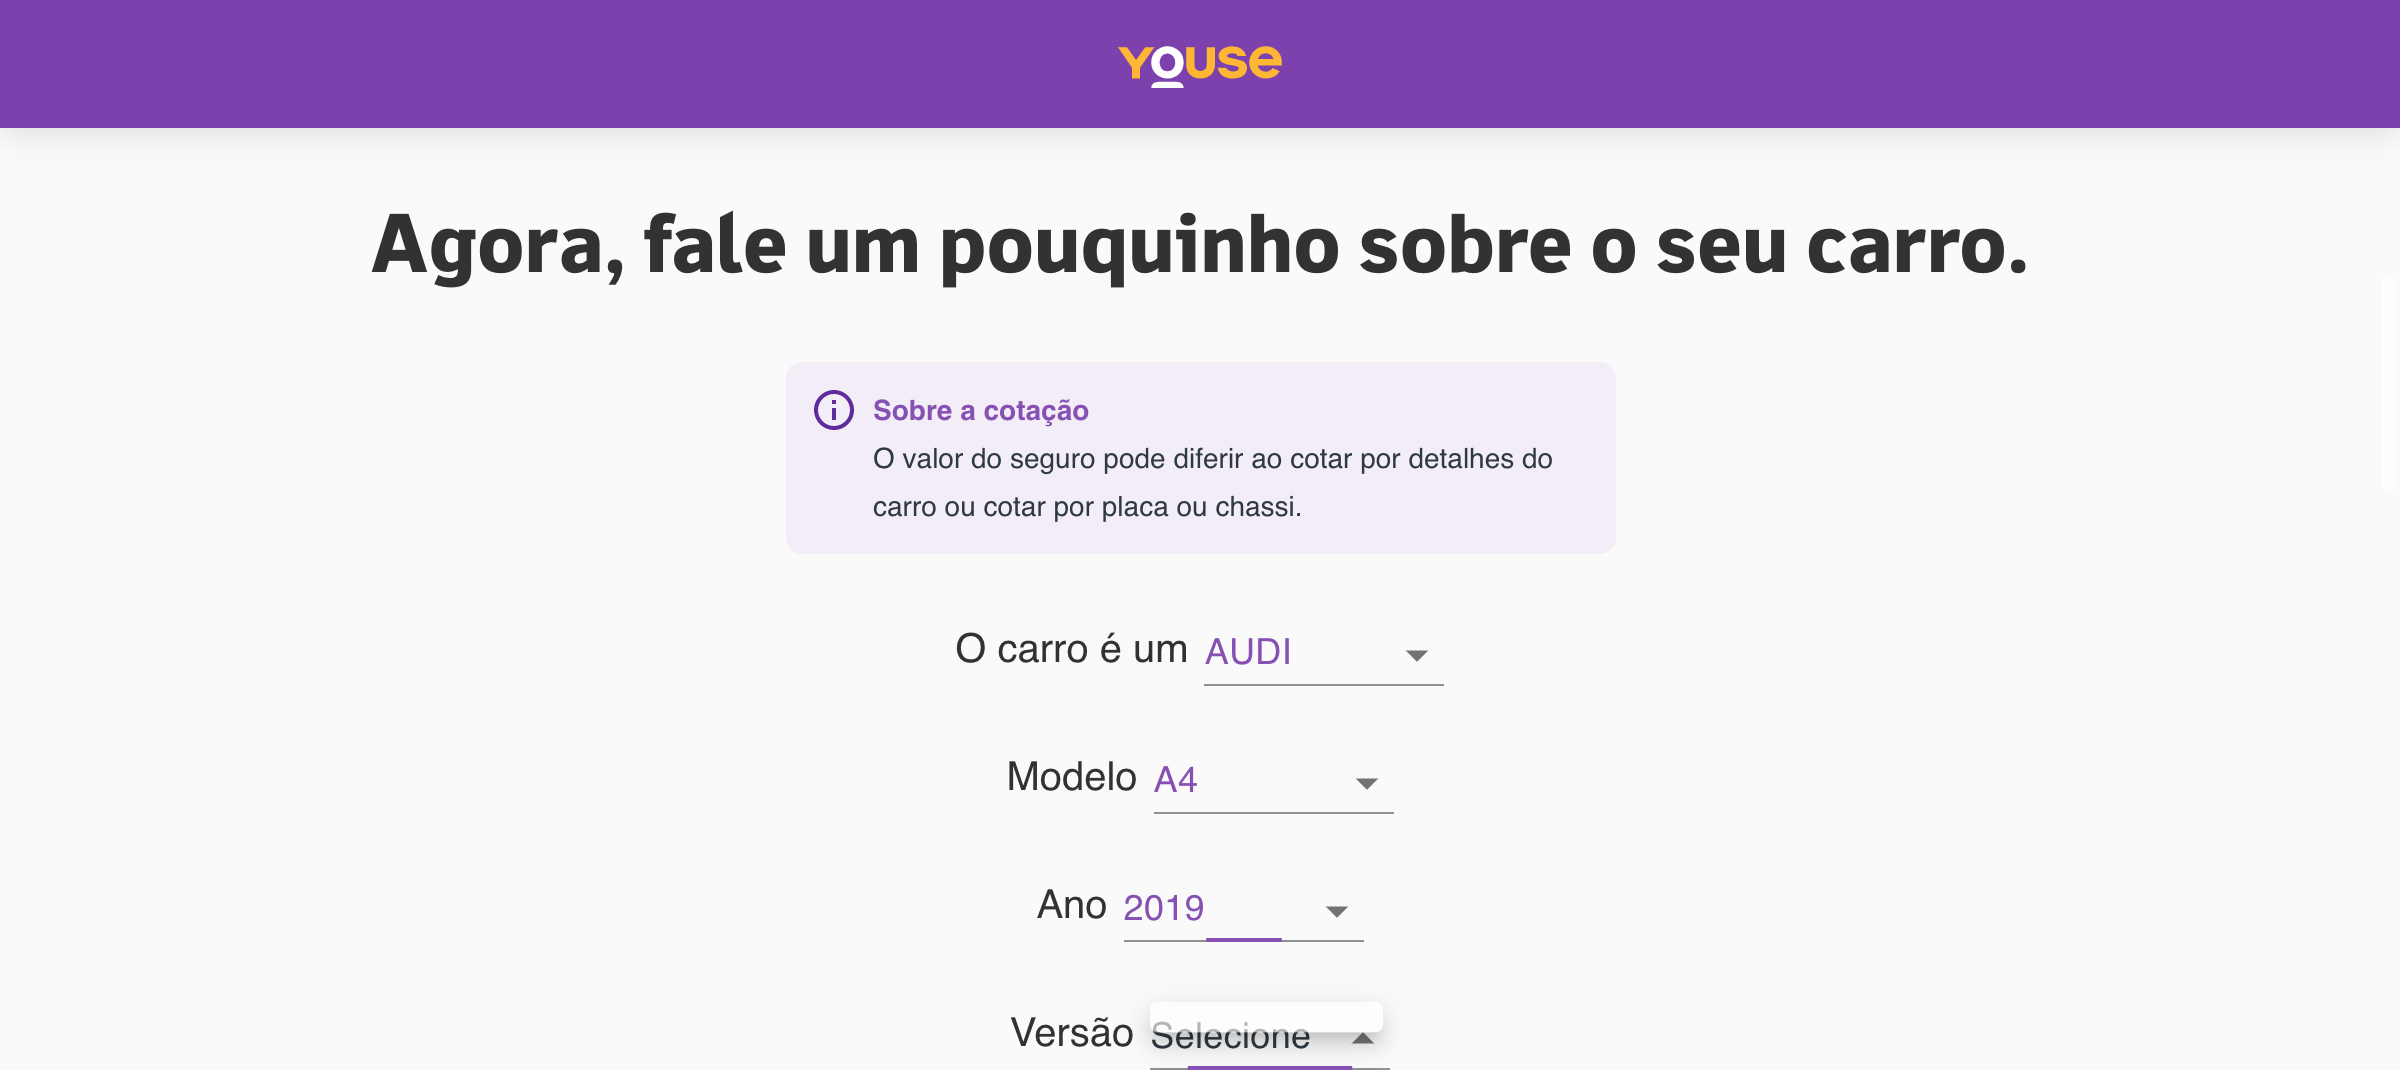 YOUSE
Agora, fale um pouquinho sobre o seu carro.
Sobre a cotação
O valor do seguro pode diferir ao cotar por detalhes do
carro ou cotar por placa ou chassi.
O carro é um AUDI
Modelo A4
Ano 2019
Versão Selecione